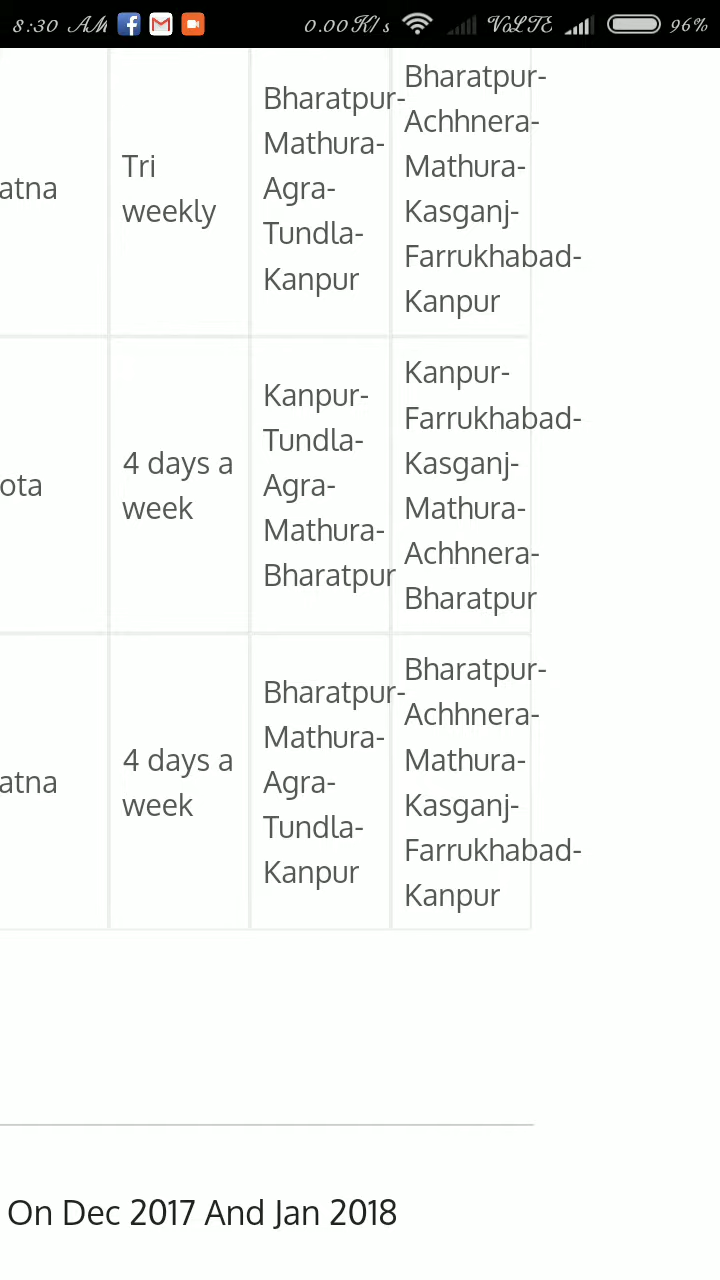 8:30 AM 0.00K/s VoLTE 96%
atna
Tri
weekly
Bharatpur-
Mathura-
Agra-
Tundla-
Kanpur
Bharatpur-
Achhnera-
Mathura-
Kasganj-
Farrukhabad-
Kanpur
ota
4 days a
week
Kanpur-
Tundla-
Agra-
Mathura-
Bharatpur
Kanpur-
Farrukhabad-
Kasganj-
Mathura-
Achhnera-
Bharatpur
atna
4 days a
week
Bharatpur-
Mathura-
Agra-
Tundla-
Kanpur
Bharatpur-
Achhnera-
Mathura-
Kasganj-
Farrukhabad-
Kanpur
On Dec 2017 And Jan 2018